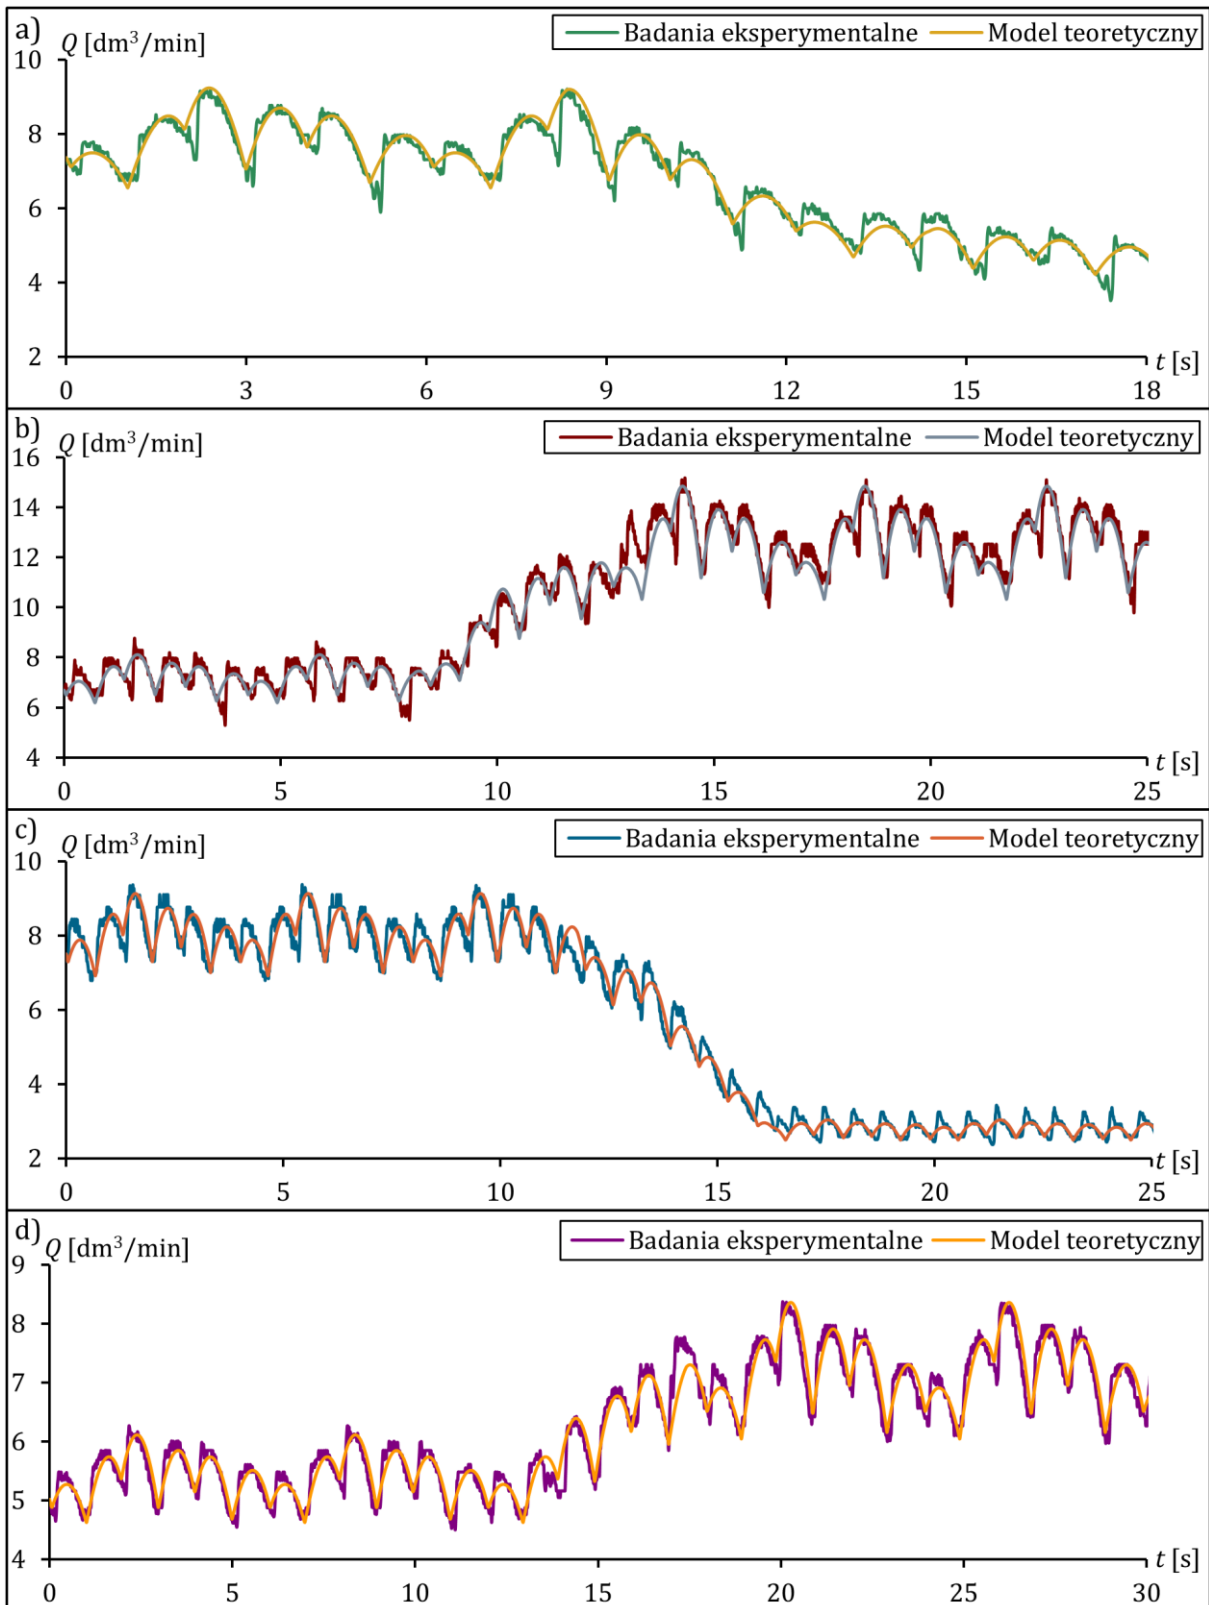 a) Q [dm³/min] Badania eksperymentalne Model teoretyczny
10
8
6
4
2
t [s]
0 3 6 9 12 15 18
b) Q [dm³/min] Badania eksperymentalne Model teoretyczny
16
14
12
10
8
6
4
t [s]
0 5 10 15 20 25
c) Q [dm³/min] Badania eksperymentalne Model teoretyczny
10
8
6
4
2
t [s]
0 5 10 15 20 25
d) Q [dm³/min] Badania eksperymentalne Model teoretyczny
9
8
7
6
5
4
t [s]
0 5 10 15 20 25 30